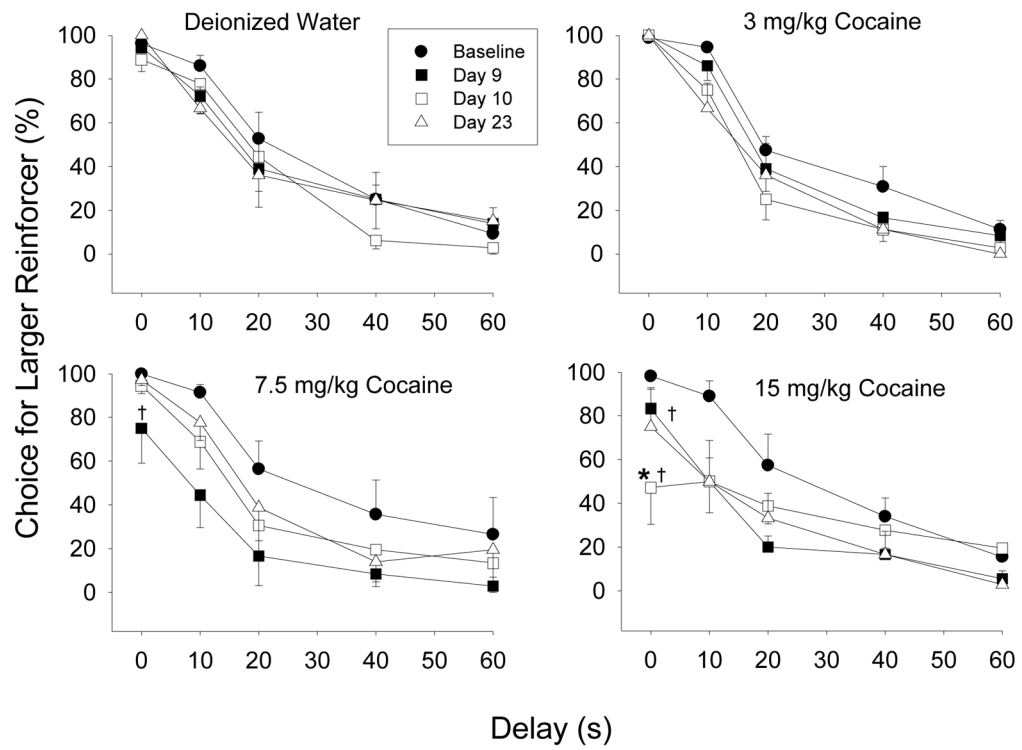 Choice for Larger Reinforcer (%)
Deionized Water
100
80
60
40
20
0
0 10 20 30 40 50 60
Baseline
Day 9
Day 10
Day 23
3 mg/kg Cocaine
100
80
60
40
20
0
0 10 20 30 40 50 60
7.5 mg/kg Cocaine
100
80
60
40
20
0
†
0 10 20 30 40 50 60
15 mg/kg Cocaine
100
80
60
40
20
0
†
* †
0 10 20 30 40 50 60
Delay (s)